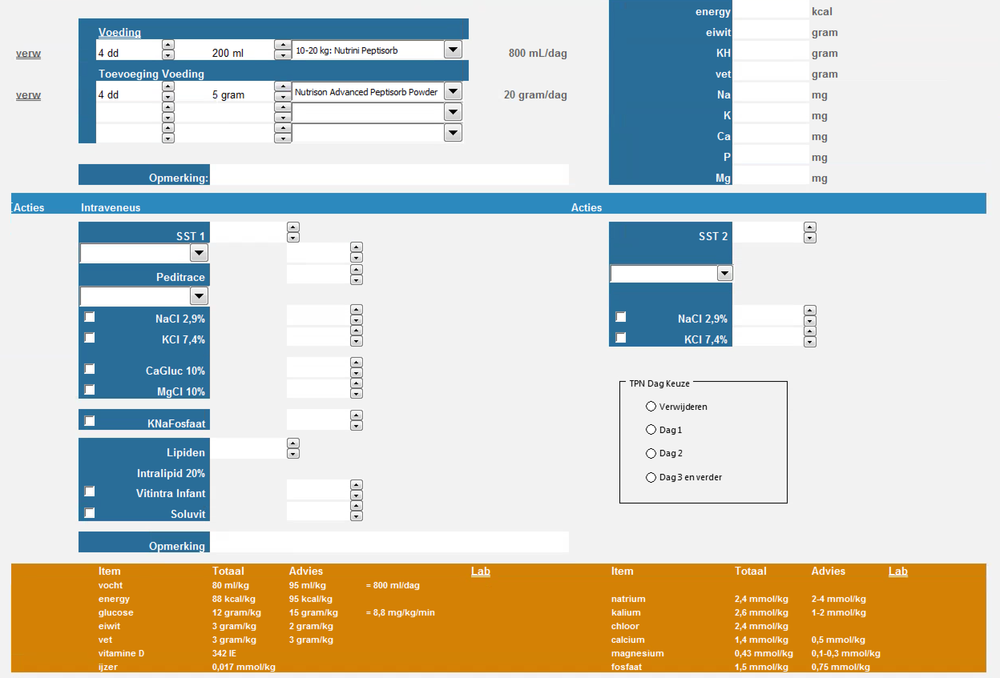 energy kcal
Voeding eiwit gram
verw 4 dd 200 ml 10-20 kg: Nutrini Peptisorb 800 mL/dag KH gram
Toevoeging Voeding vet gram
verw 4 dd 5 gram Nutrison Advanced Peptisorb Powder 20 gram/dag Na mg
K mg
Ca mg
P mg
Opmerking: Mg mg
Acties Intraveneus Acties
SST 1 SST 2
Peditrace
NaCl 2,9% NaCl 2,9%
KCl 7,4% KCl 7,4%
CaGluc 10%
MgCl 10%
KNaFosfaat
Lipiden
Intralipid 20%
Vitintra Infant
Soluvit
TPN Dag Keuze
Verwijderen
Dag 1
Dag 2
Dag 3 en verder
Opmerking
Item Totaal Advies Lab Item Totaal Advies Lab
vocht 80 ml/kg 95 ml/kg = 800 ml/dag
energy 88 kcal/kg 95 kcal/kg natrium 2,4 mmol/kg 2-4 mmol/kg
glucose 12 gram/kg 15 gram/kg = 8,8 mg/kg/min kalium 2,6 mmol/kg 1-2 mmol/kg
eiwit 3 gram/kg 2 gram/kg chloor 2,4 mmol/kg
vet 3 gram/kg 3 gram/kg calcium 1,4 mmol/kg 0,5 mmol/kg
vitamine D 342 IE magnesium 0,43 mmol/kg 0,1-0,3 mmol/kg
ijzer 0,017 mmol/kg fosfaat 1,5 mmol/kg 0,75 mmol/kg